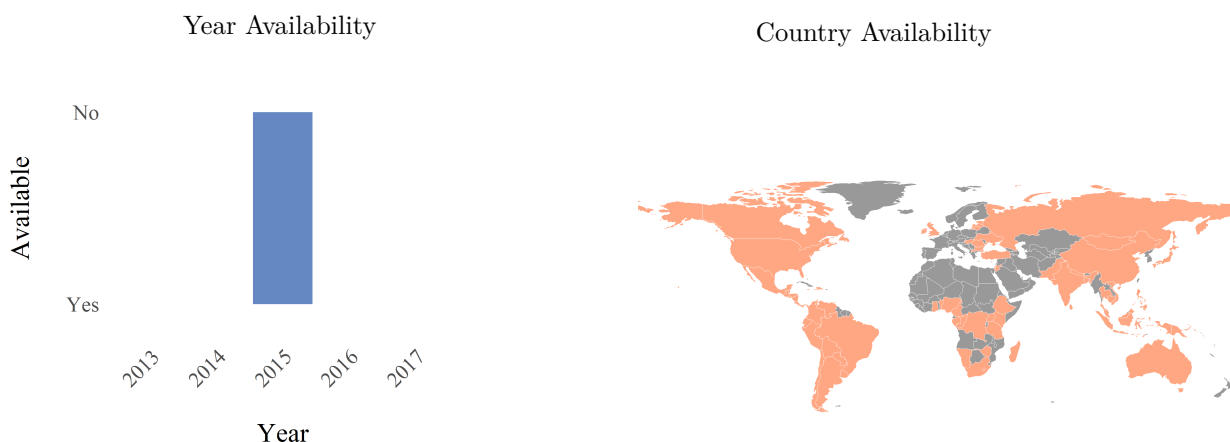 Year Availability
Country Availability
No
Available
Yes
2013
2014
2015
2016
2017
Year